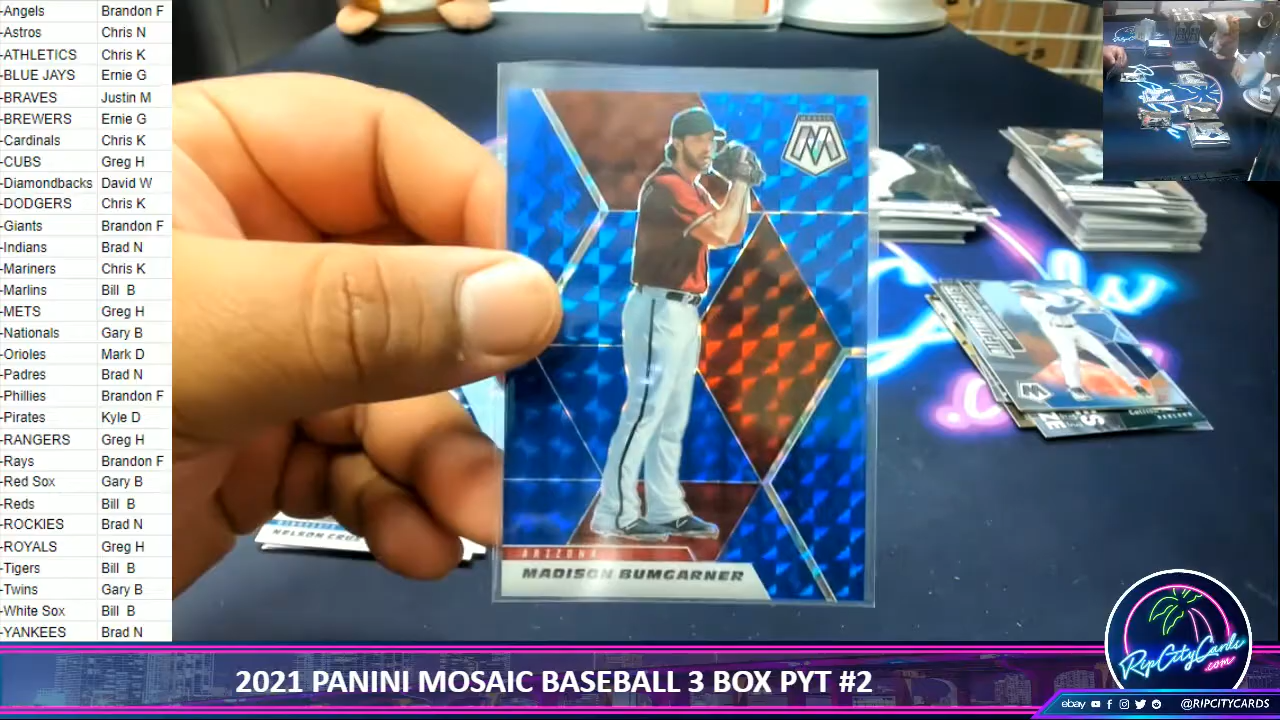 -Angels Brandon F
-Astros Chris N
-ATHLETICS Chris K
-BLUE JAYS Ernie G
-BRAVES Justin M
-BREWERS Ernie G
-Cardinals Chris K
-CUBS Greg H
-Diamondbacks David W
-DODGERS Chris K
-Giants Brandon F
-Indians Brad N
-Mariners Chris K
-Marlins Bill B
-METS Greg H
-Nationals Gary B
-Orioles Mark D
-Padres Brad N
-Phillies Brandon F
-Pirates Kyle D
-RANGERS Greg H
-Rays Brandon F
-Red Sox Gary B
-Reds Bill B
-ROCKIES Brad N
-ROYALS Greg H
-Tigers Bill B
-Twins Gary B
-White Sox Bill B
-YANKEES Brad N
MOSAIC
M
ARIZONA
MADISON BUMGARNER
NELSON CRUZ
RipCityCards
.com
2021 PANINI MOSAIC BASEBALL 3 BOX PYT #2
ebay @RIPCITYCARDS